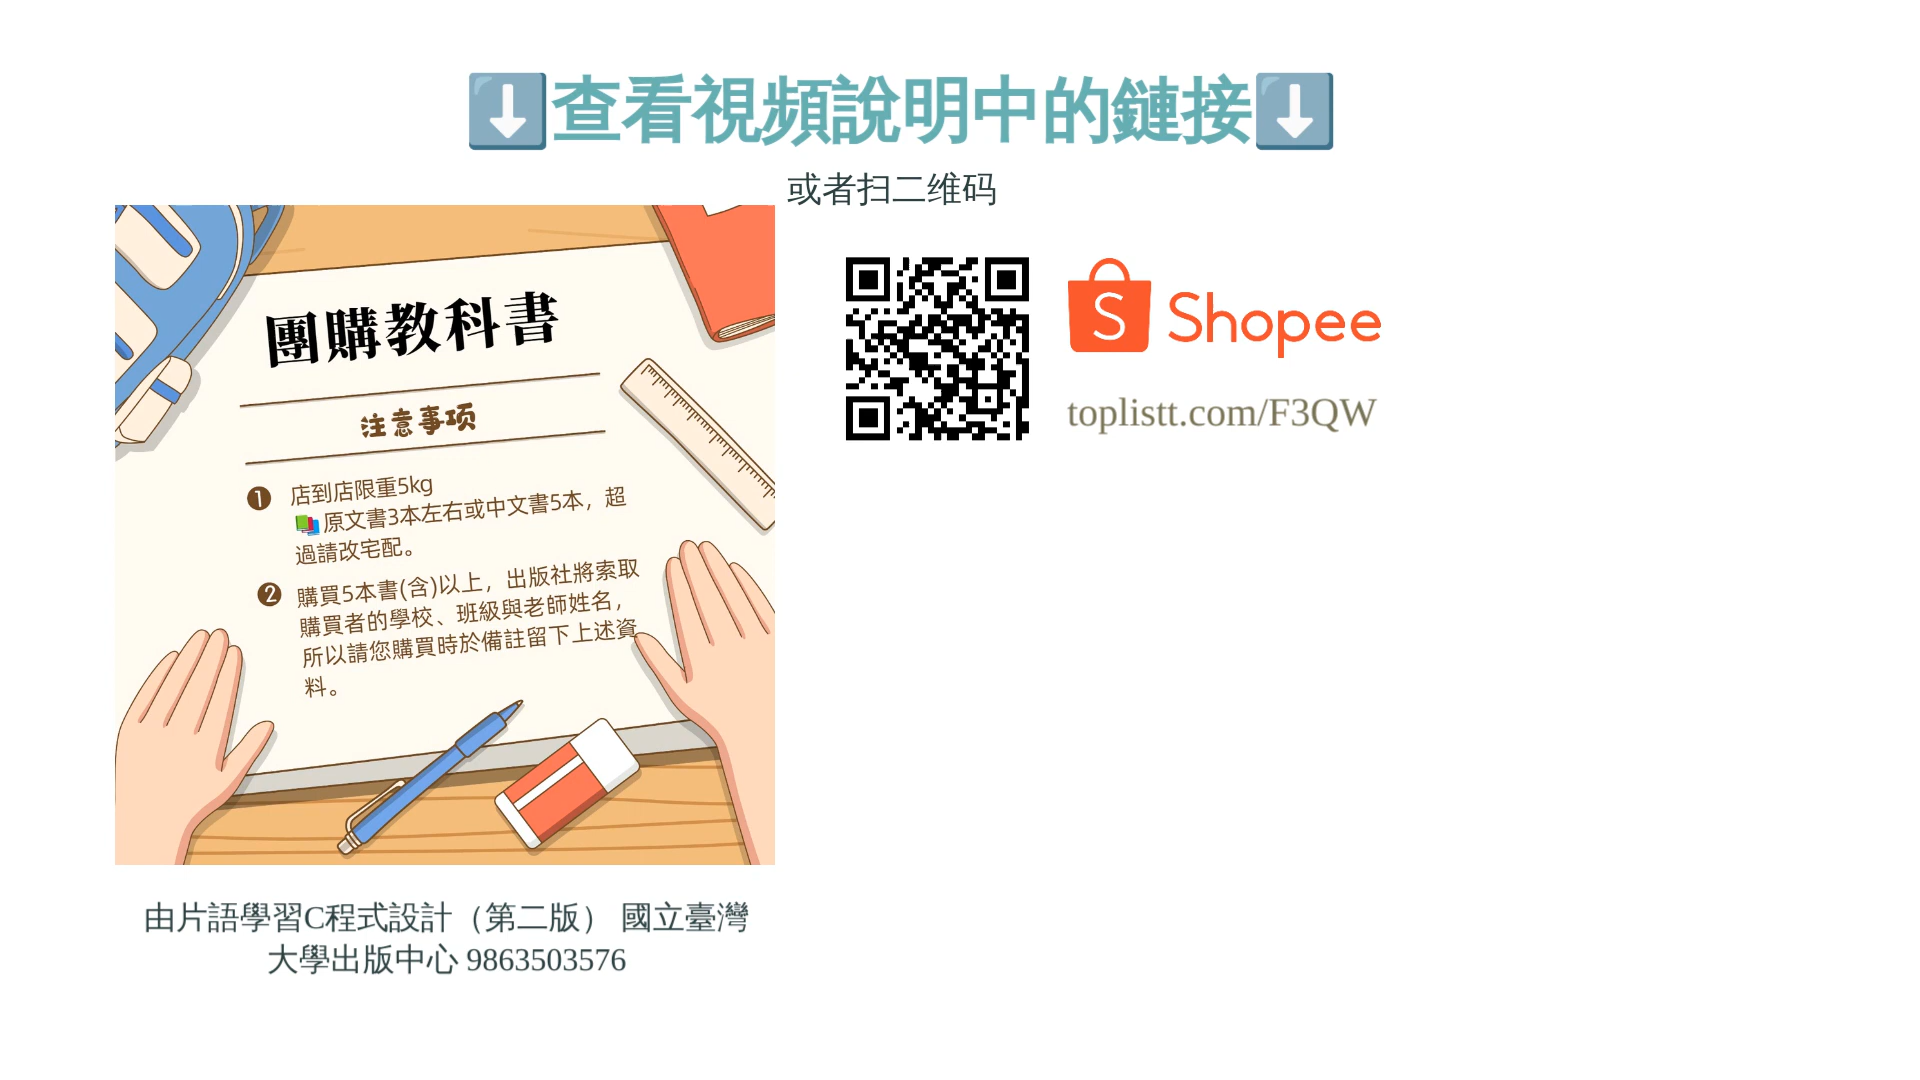 ⬇️查看視頻說明中的鏈接⬇️
或者扫二维码
團購教科書
注意事项
❶ 店到店限重5kg
📚原文書3本左右或中文書5本，超
過請改宅配。
❷ 購買5本書(含)以上，出版社將索取
購買者的學校、班級與老師姓名，
所以請您購買時於備註留下上述資
料。
Shopee
toplistt.com/F3QW
由片語學習C程式設計（第二版） 國立臺灣
大學出版中心 9863503576